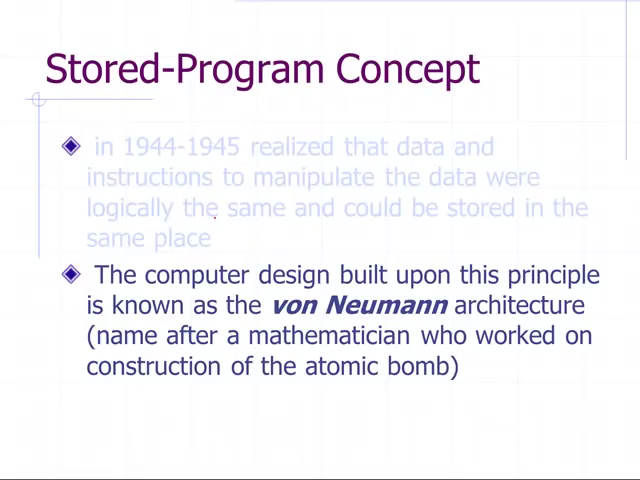 Stored-Program Concept
in 1944-1945 realized that data and
instructions to manipulate the data were
logically the same and could be stored in the
same place
The computer design built upon this principle
is known as the von Neumann architecture
(name after a mathematician who worked on
construction of the atomic bomb)